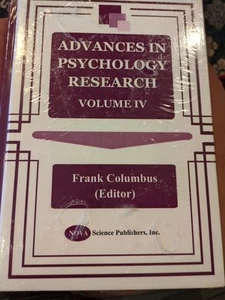 ADVANCES IN
PSYCHOLOGY
RESEARCH
VOLUME IV
Frank Columbus
(Editor)
NOVA Science Publishers, Inc.